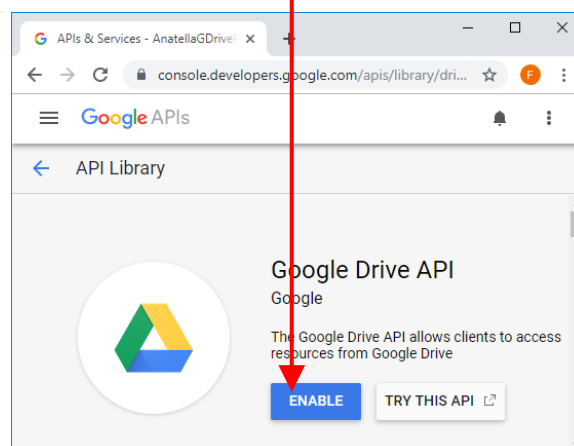 G APIs & Services - AnatellaGDrive
console.developers.google.com/apis/library/dri...
F
Google APIs
API Library
Google Drive API
Google
The Google Drive API allows clients to access
resources from Google Drive
ENABLE
TRY THIS API